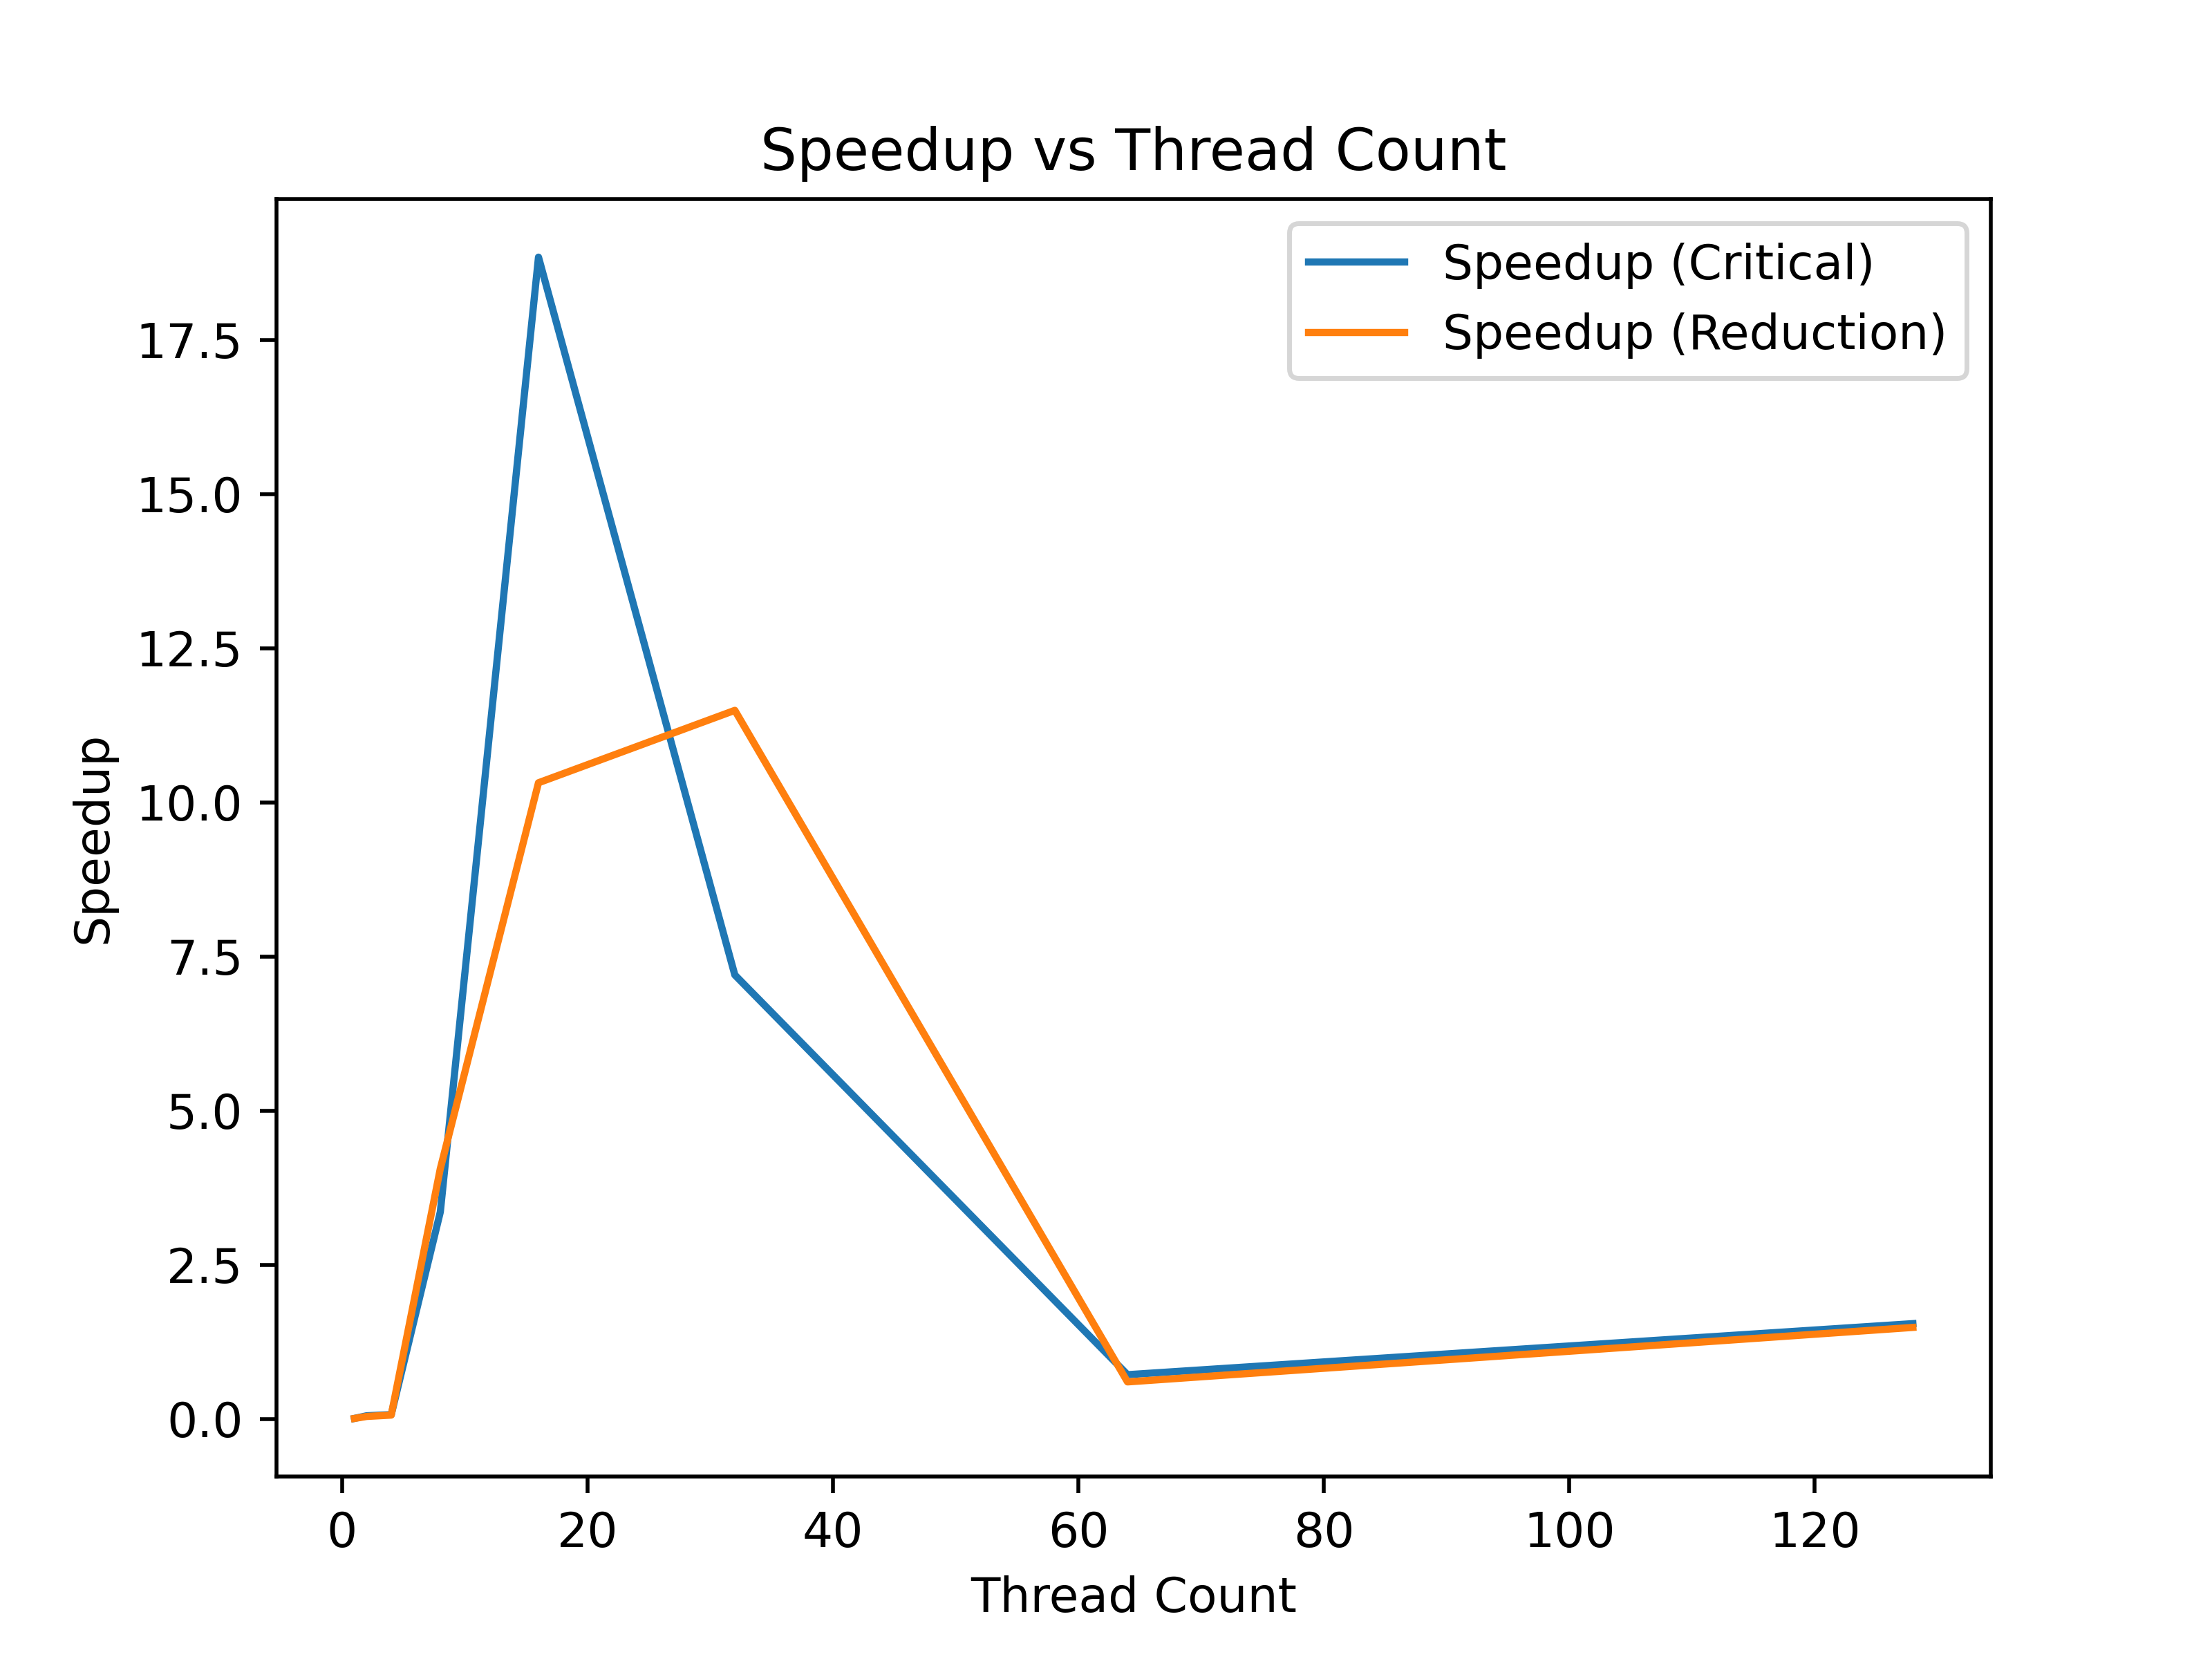 Speedup vs Thread Count
Speedup (Critical)
Speedup (Reduction)
17.5
15.0
12.5
10.0
7.5
5.0
2.5
0.0
Speedup
0 20 40 60 80 100 120
Thread Count